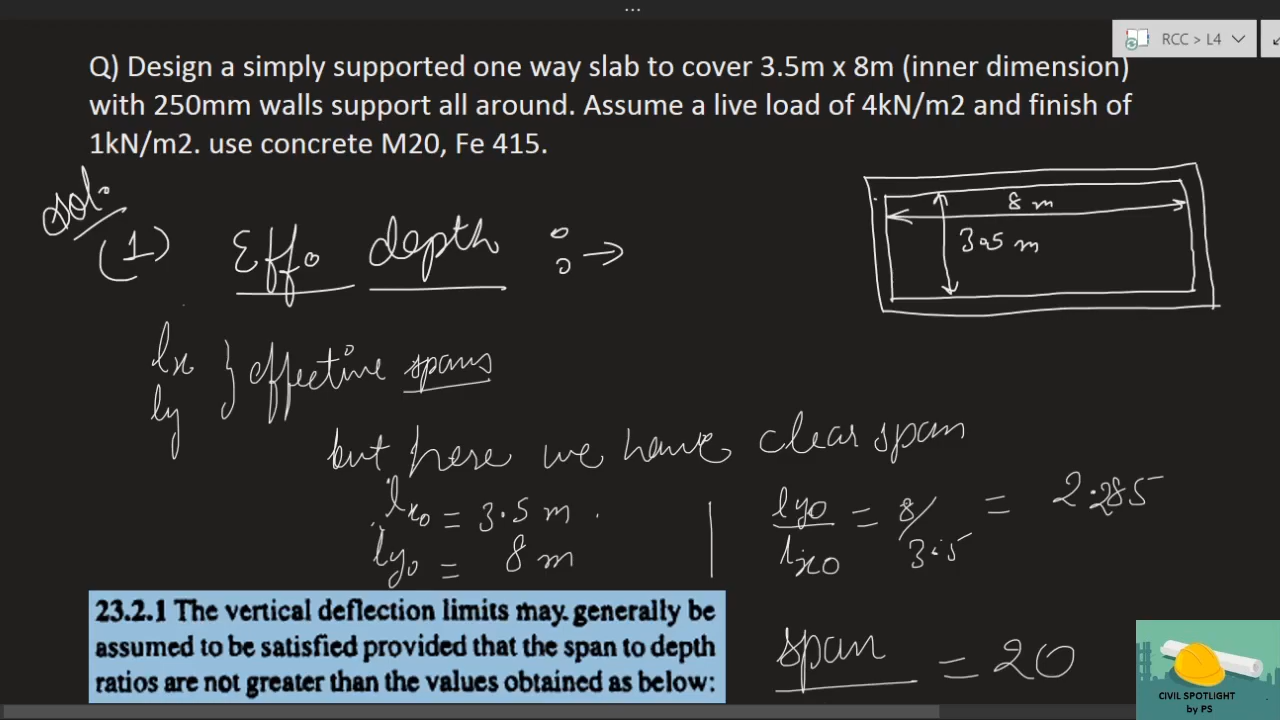 ...
RCC > L4
Q) Design a simply supported one way slab to cover 3.5m x 8m (inner dimension)
with 250mm walls support all around. Assume a live load of 4kN/m2 and finish of
1kN/m2. use concrete M20, Fe 415.
Sol.
(1) Eff. depth :→
8 m
3.5 m
lx
ly } effective spans
but here we have clear span
lxo = 3.5 m
lyo = 8 m
lyo/lxo = 8/3.5 = 2.285
23.2.1 The vertical deflection limits may generally be
assumed to be satisfied provided that the span to depth
ratios are not greater than the values obtained as below:
span = 20
CIVIL SPOTLIGHT
by PS